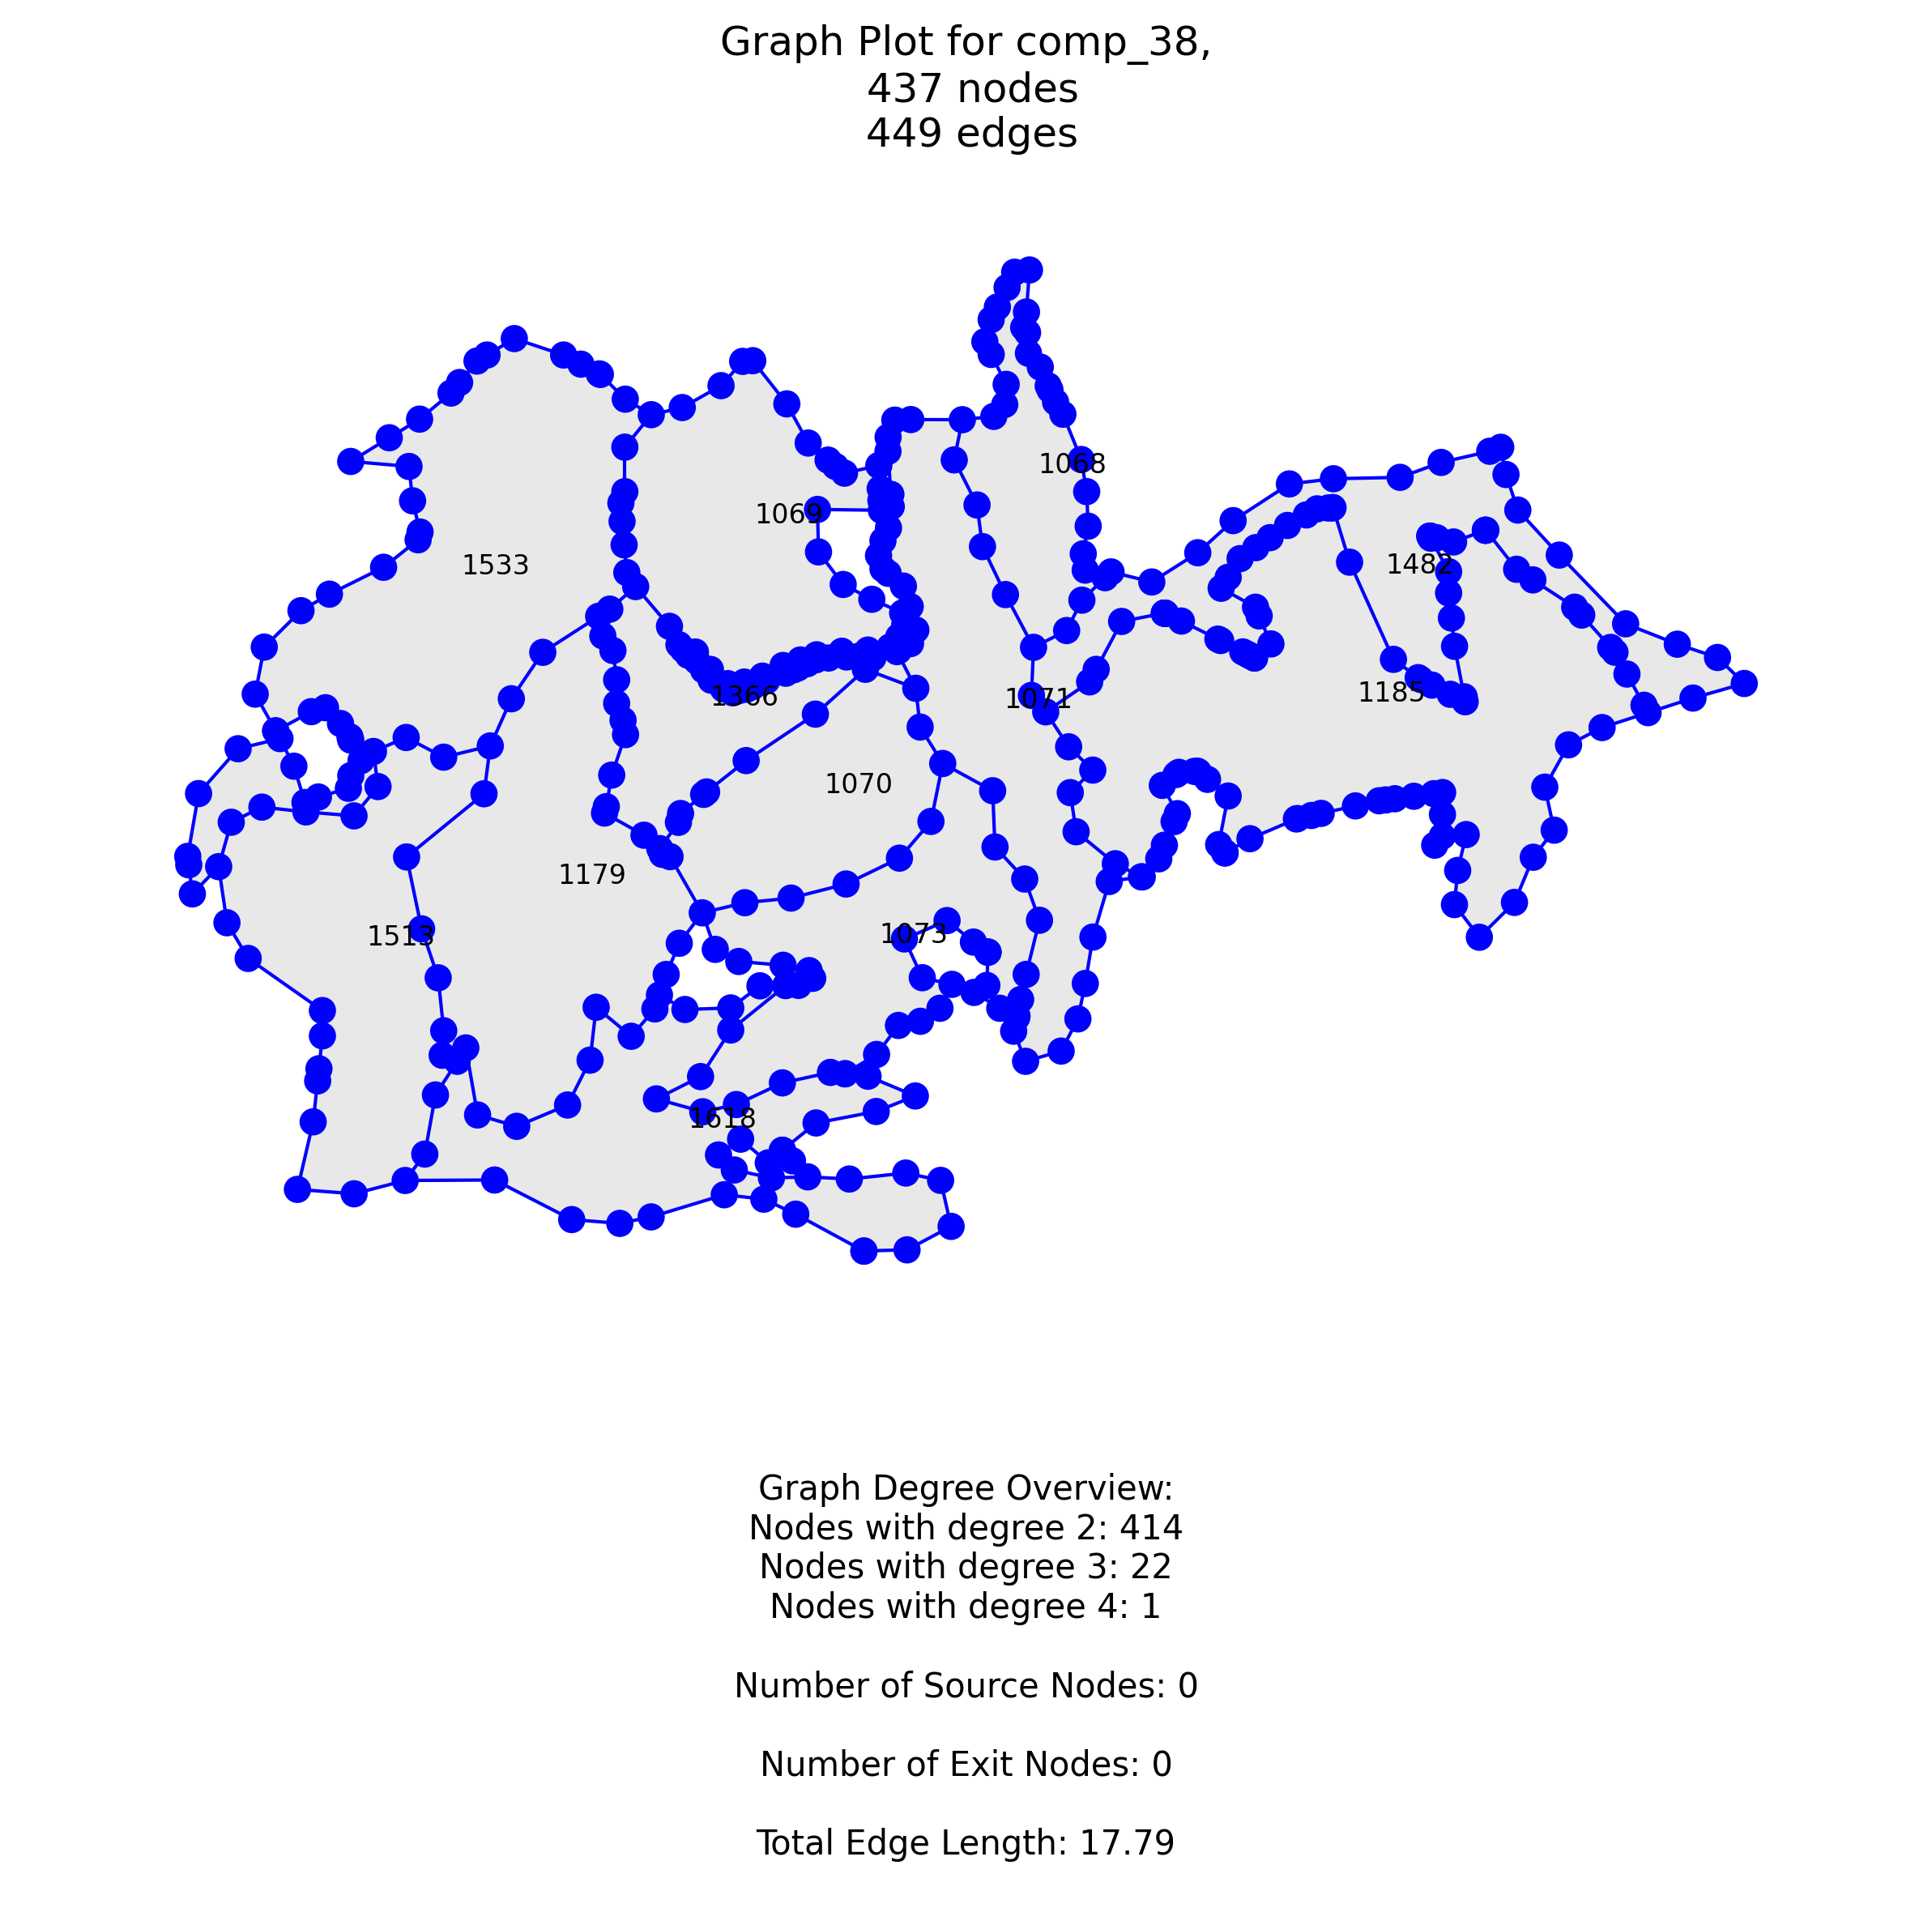 Graph Plot for comp_38,
437 nodes
449 edges
1068
1069
1533
1482
1185
1366
1071
1070
1179
1073
1513
1618
Graph Degree Overview:
Nodes with degree 2: 414
Nodes with degree 3: 22
Nodes with degree 4: 1
Number of Source Nodes: 0
Number of Exit Nodes: 0
Total Edge Length: 17.79